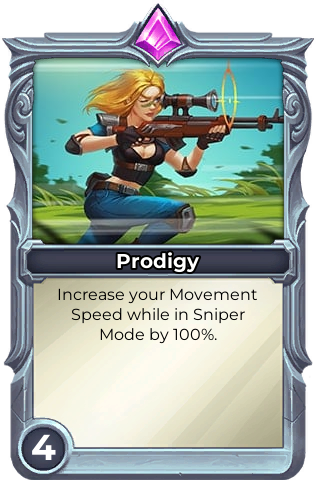 Prodigy
Increase your Movement
Speed while in Sniper
Mode by 100%.
4